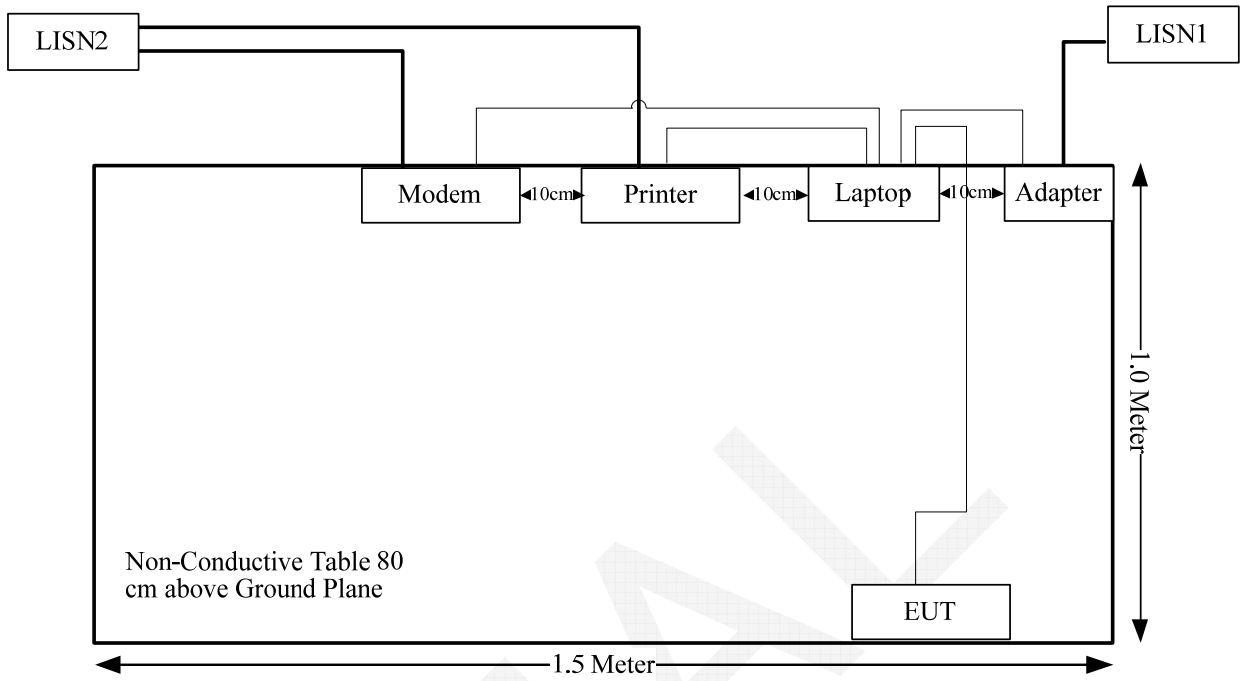 LISN2
LISN1
Modem
10cm
Printer
10cm
Laptop
10cm
Adapter
1.0 Meter
Non-Conductive Table 80
cm above Ground Plane
EUT
1.5 Meter